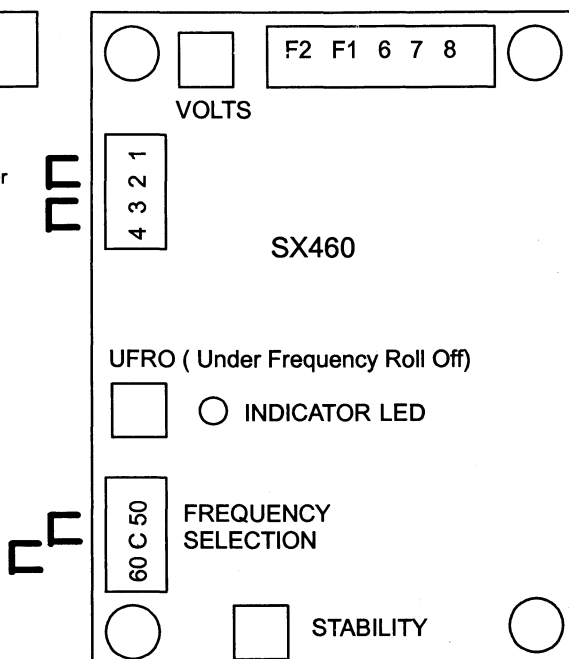 F2 F1 6 7 8
VOLTS
4 3 2 1
SX460
UFRO ( Under Frequency Roll Off)
INDICATOR LED
60 C 50
FREQUENCY
SELECTION
STABILITY